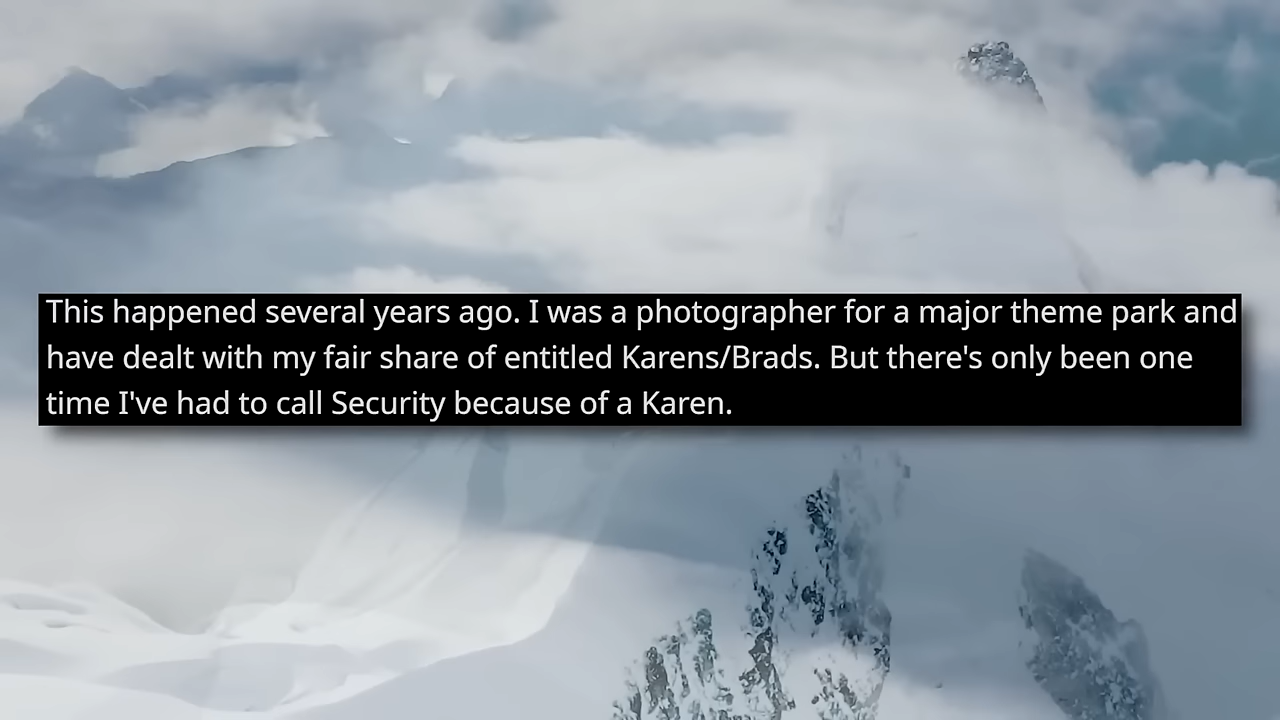 This happened several years ago. I was a photographer for a major theme park and
have dealt with my fair share of entitled Karens/Brads. But there's only been one
time I've had to call Security because of a Karen.